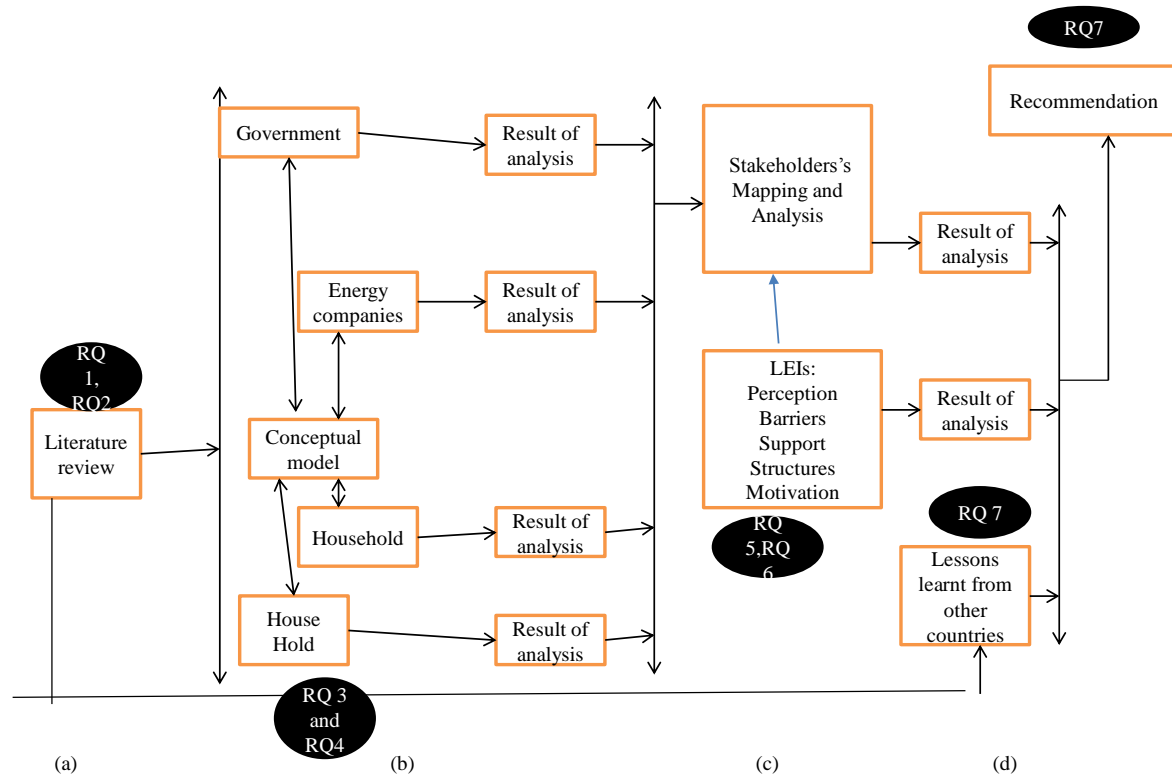 RQ7
Recommendation
Government
Result of
analysis
Stakeholders’s
Mapping and
Analysis
Result of
analysis
Energy
companies
Result of
analysis
RQ
1,
RQ2
Literature
review
Conceptual
model
LEIs:
Perception
Barriers
Support
Structures
Motivation
Result of
analysis
Household
Result of
analysis
RQ
5,RQ
6
RQ 7
Lessons
learnt from
other
countries
House
Hold
Result of
analysis
RQ 3
and
RQ4
(a)
(b)
(c)
(d)